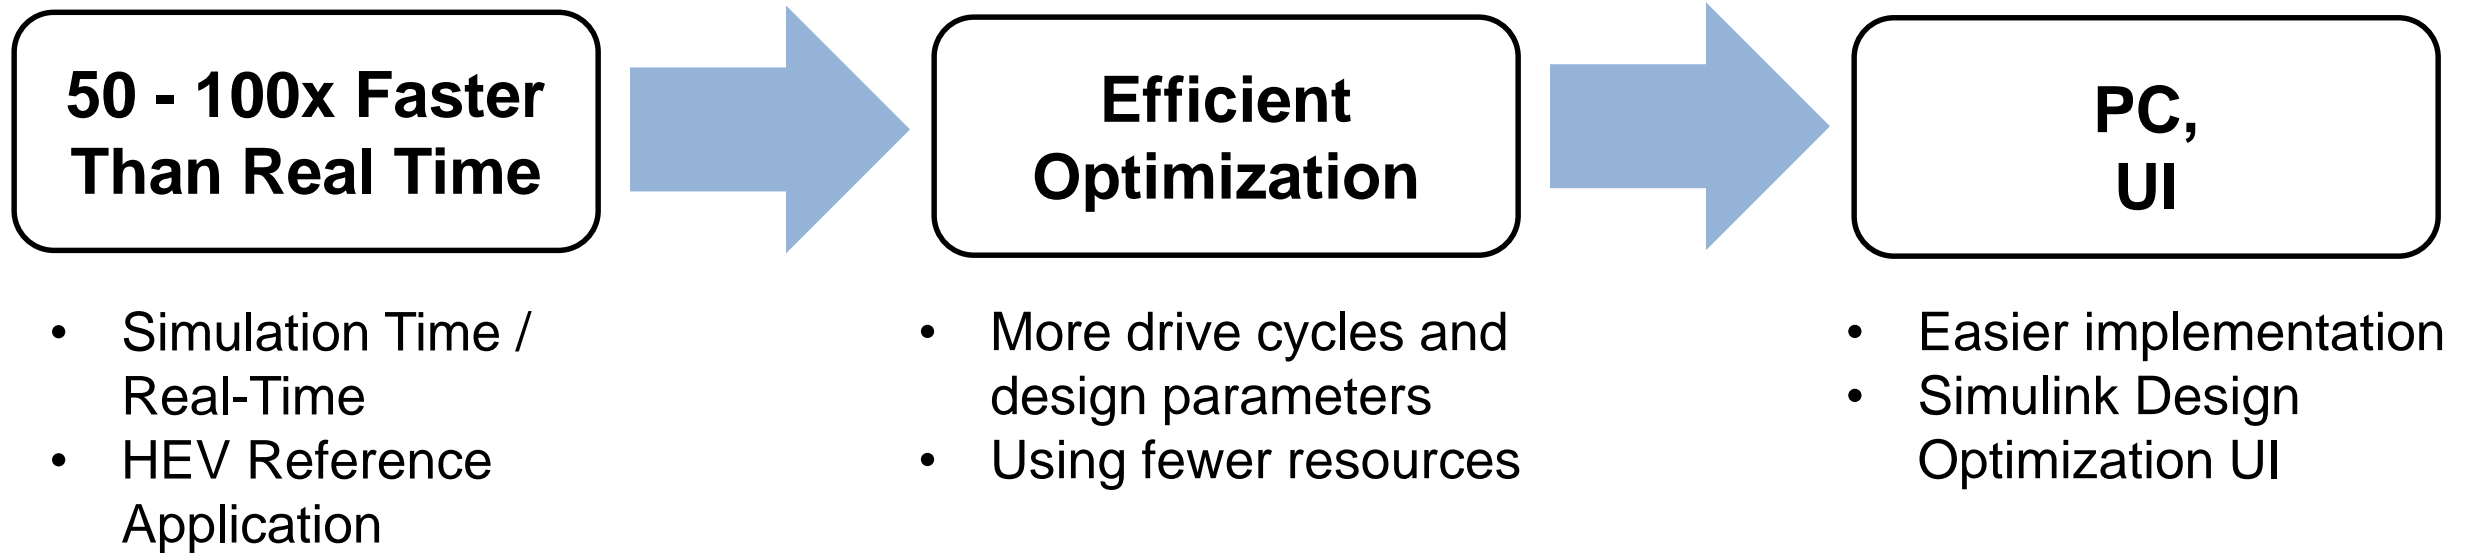 50 - 100x Faster
Than Real Time
• Simulation Time /
Real-Time
• HEV Reference
Application
Efficient
Optimization
• More drive cycles and
design parameters
• Using fewer resources
PC,
UI
• Easier implementation
• Simulink Design
Optimization UI